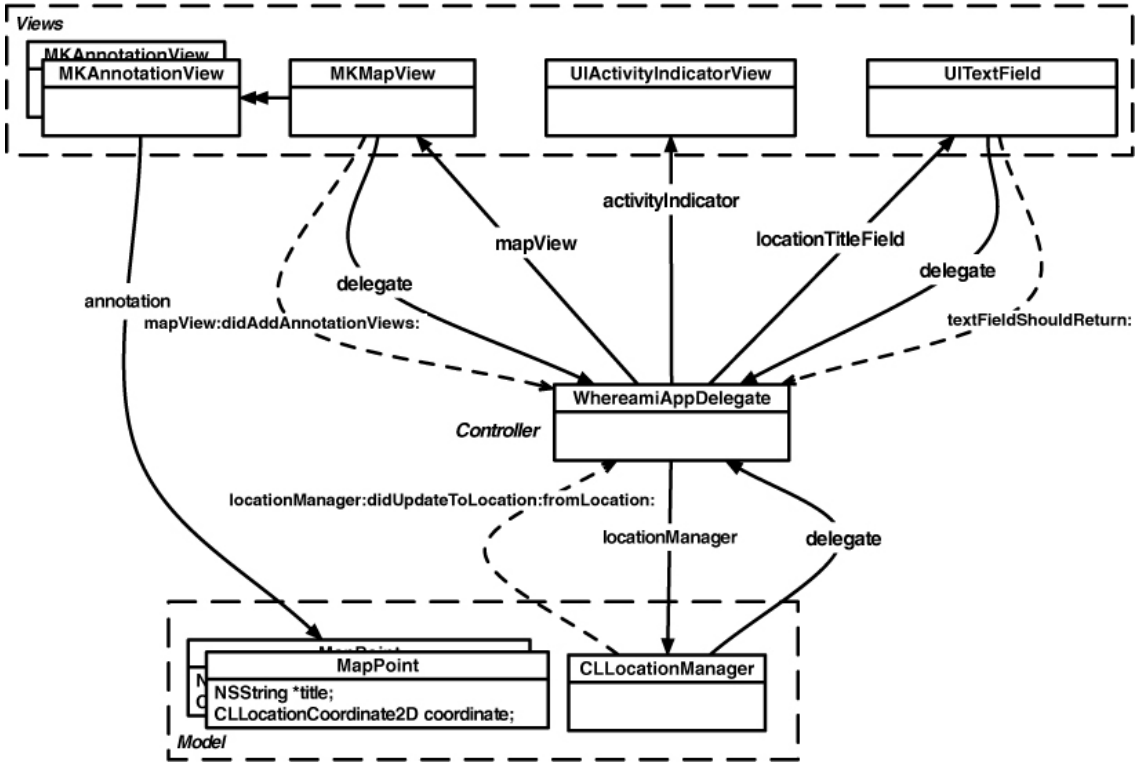 Views
MKAnnotationView
MKAnnotationView
MKMapView
UIActivityIndicatorView
UITextField
activityIndicator
mapView
locationTitleField
delegate
delegate
annotation
mapView:didAddAnnotationViews:
textFieldShouldReturn:
WhereamiAppDelegate
Controller
locationManager:didUpdateToLocation:fromLocation:
locationManager
delegate
MapPoint
MapPoint
N
C
NSString *title;
CLLocationCoordinate2D coordinate;
CLLocationManager
Model